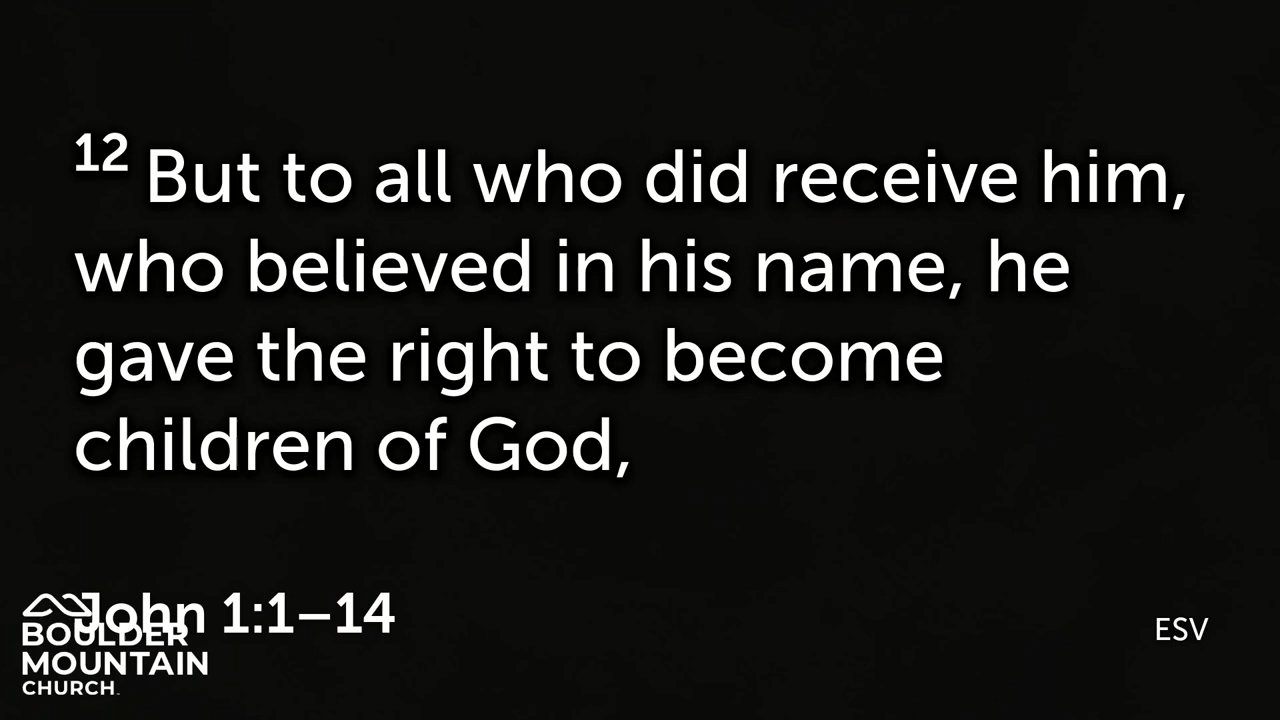 12 But to all who did receive him,
who believed in his name, he
gave the right to become
children of God,
John 1:1–14
ESV
BOULDER
MOUNTAIN
CHURCH